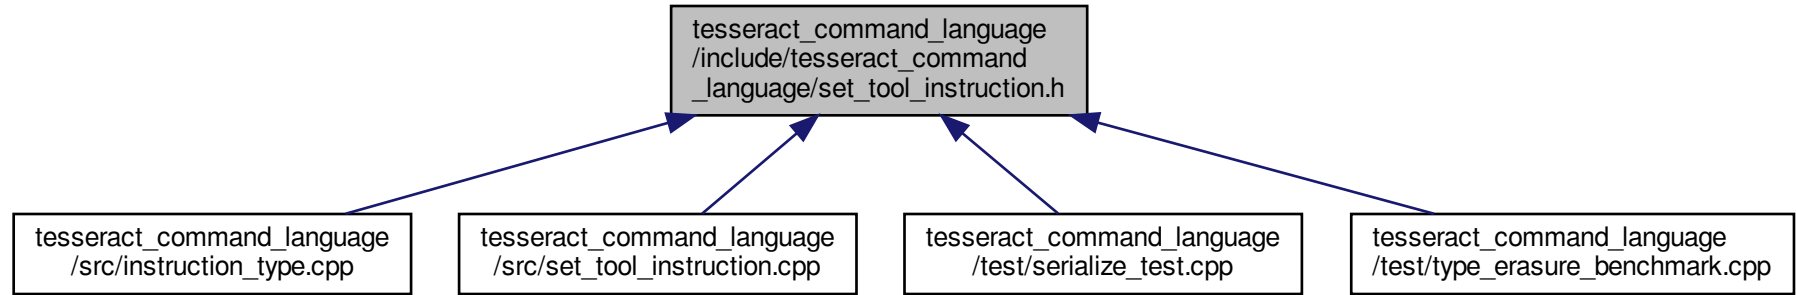 tesseract_command_language
/include/tesseract_command
_language/set_tool_instruction.h
tesseract_command_language
/src/instruction_type.cpp
tesseract_command_language
/src/set_tool_instruction.cpp
tesseract_command_language
/test/serialize_test.cpp
tesseract_command_language
/test/type_erasure_benchmark.cpp